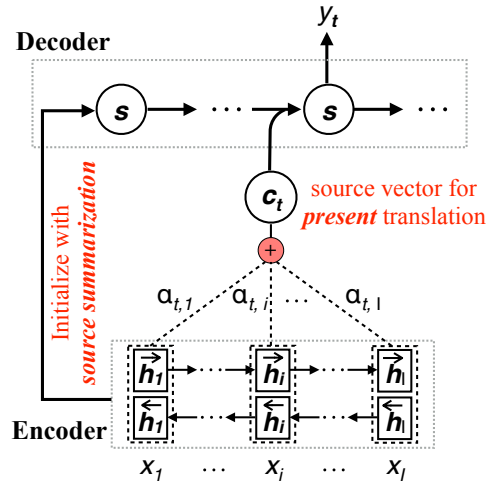 y_t
Decoder
s ... s ...
Initialize with
source summarization
c_t
source vector for
present translation
+
α_{t,1} α_{t,i} ... α_{t,I}
→h_1 ... →h_i ... →h_I
←h_1 ... ←h_i ... ←h_I
Encoder
x_1 ... x_i ... x_I